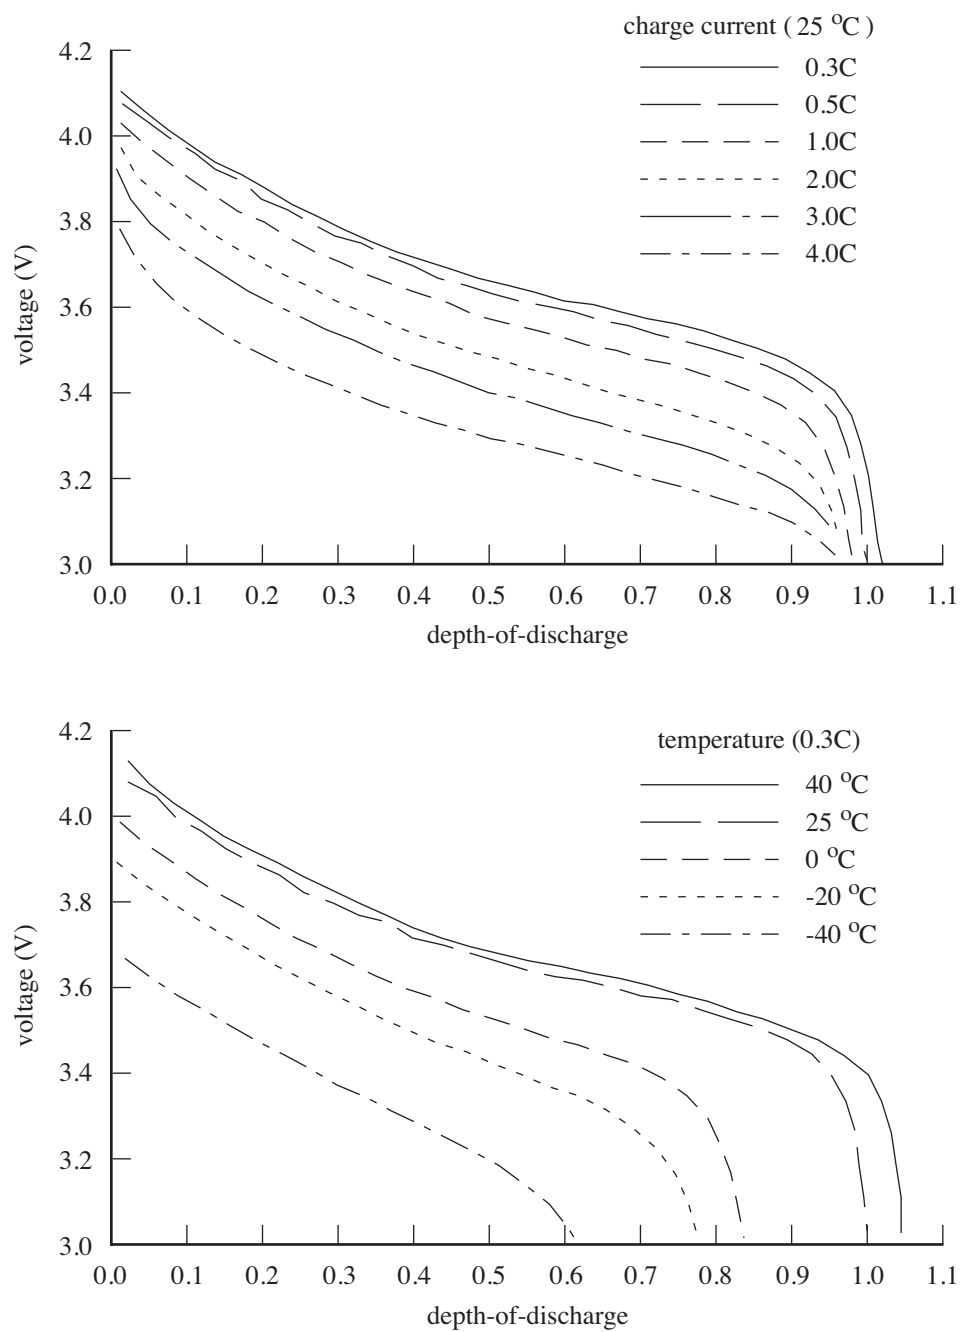 charge current ( 25 °C )
0.3C
0.5C
1.0C
2.0C
3.0C
4.0C
4.2
4.0
3.8
3.6
3.4
3.2
3.0
voltage (V)
0.0 0.1 0.2 0.3 0.4 0.5 0.6 0.7 0.8 0.9 1.0 1.1
depth-of-discharge
temperature (0.3C)
40 °C
25 °C
0 °C
-20 °C
-40 °C
4.2
4.0
3.8
3.6
3.4
3.2
3.0
voltage (V)
0.0 0.1 0.2 0.3 0.4 0.5 0.6 0.7 0.8 0.9 1.0 1.1
depth-of-discharge